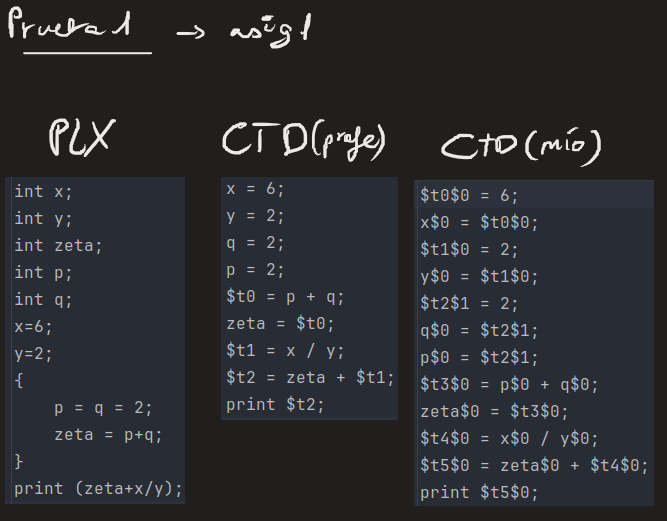 Prueba 1 → asig1
PLX
int x;
int y;
int zeta;
int p;
int q;
x=6;
y=2;
{
    p = q = 2;
    zeta = p+q;
}
print (zeta+x/y);
CTD(profe)
x = 6;
y = 2;
q = 2;
p = 2;
$t0 = p + q;
zeta = $t0;
$t1 = x / y;
$t2 = zeta + $t1;
print $t2;
CtD(mío)
$t0$0 = 6;
x$0 = $t0$0;
$t1$0 = 2;
y$0 = $t1$0;
$t2$1 = 2;
q$0 = $t2$1;
p$0 = $t2$1;
$t3$0 = p$0 + q$0;
zeta$0 = $t3$0;
$t4$0 = x$0 / y$0;
$t5$0 = zeta$0 + $t4$0;
print $t5$0;